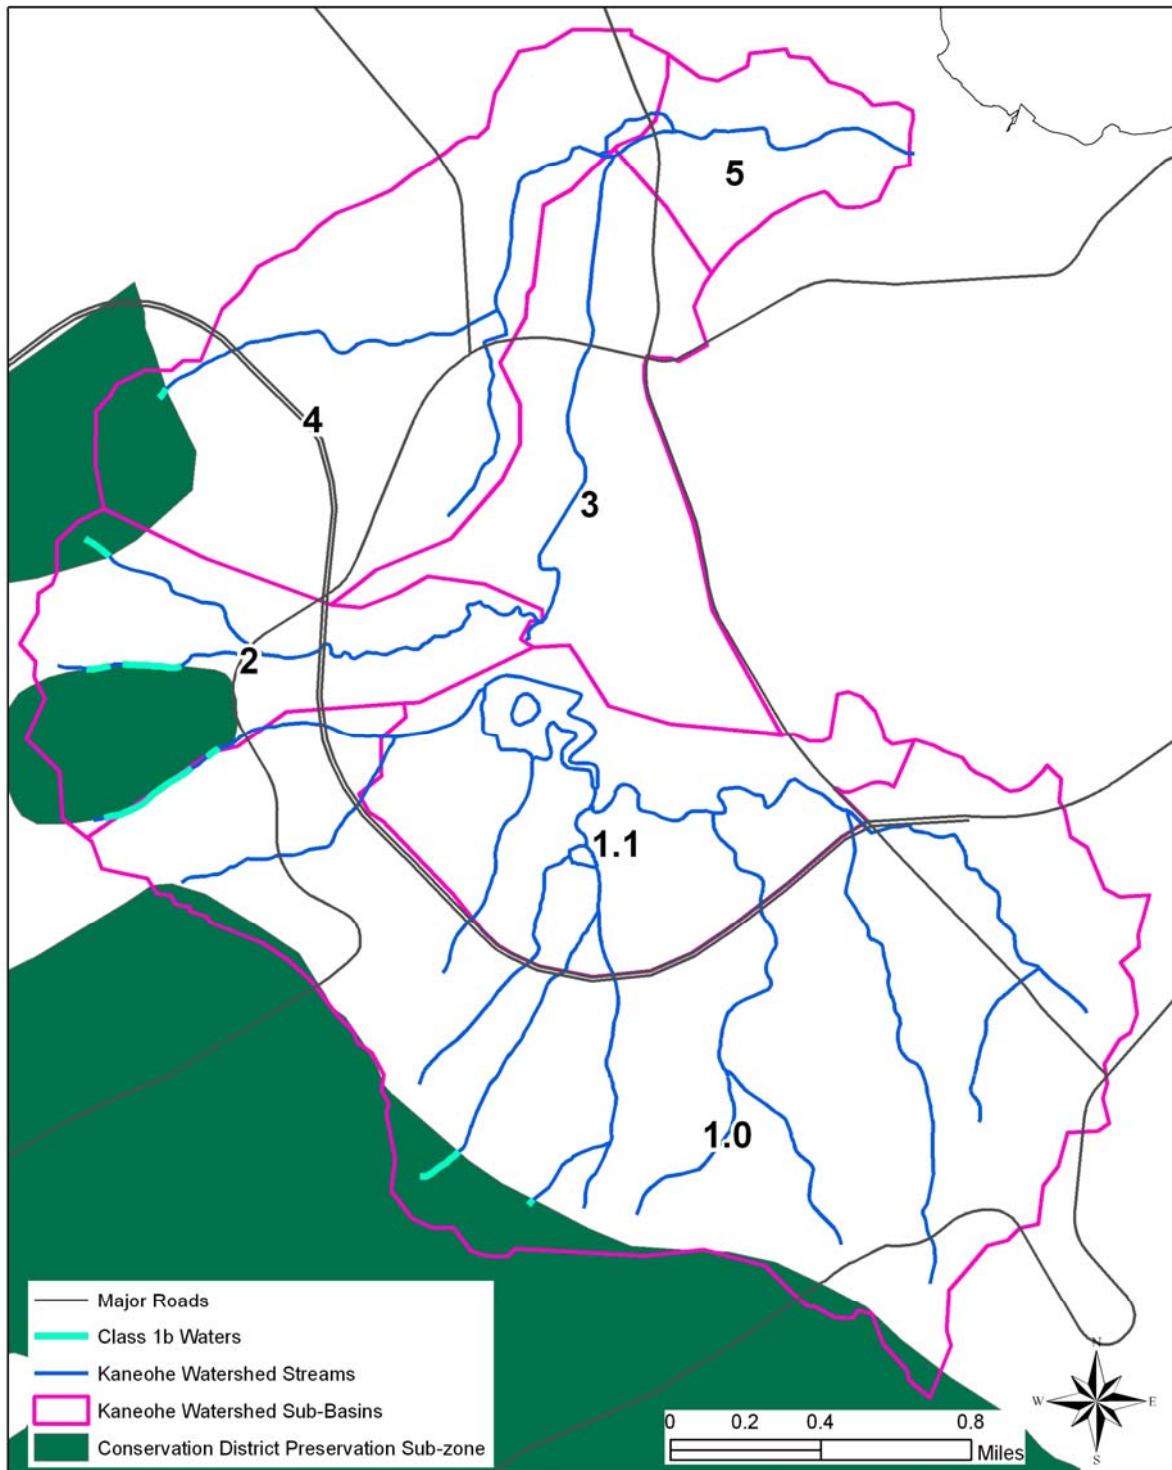 5
4
3
2
1.1
1.0
Major Roads
Class 1b Waters
Kaneohe Watershed Streams
Kaneohe Watershed Sub-Basins
Conservation District Preservation Sub-zone
0 0.2 0.4 0.8
Miles
N
W E
S